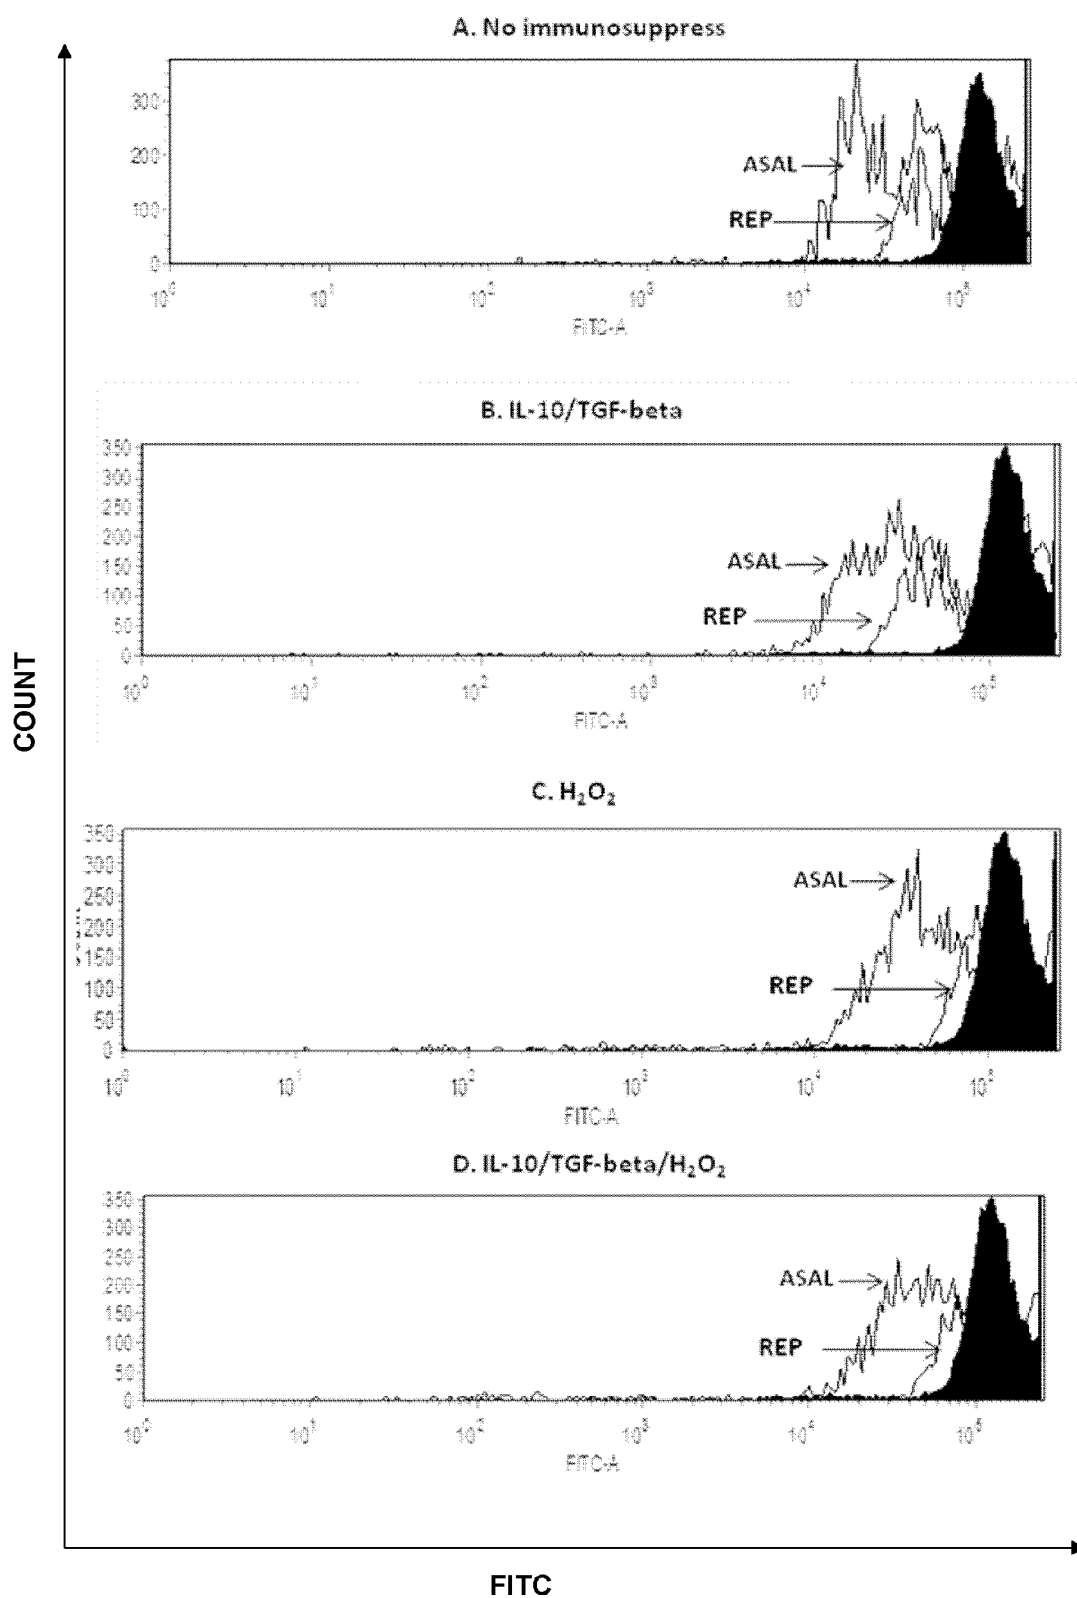 A. No immunosuppress
300
200
ASAL
100
REP
0
10^0 10^1 10^2 10^3 10^4 10^5
FITC-A
B. IL-10/TGF-beta
350
300
250
200
150
ASAL
100
50
REP
0
10^0 10^1 10^2 10^3 10^4 10^5
FITC-A
COUNT
C. H₂O₂
350
300
250
ASAL
200
150
100
REP
50
0
10^0 10^1 10^2 10^3 10^4 10^5
FITC-A
D. IL-10/TGF-beta/H₂O₂
350
300
250
200
ASAL
150
100
REP
50
0
10^0 10^1 10^2 10^3 10^4 10^5
FITC-A
FITC